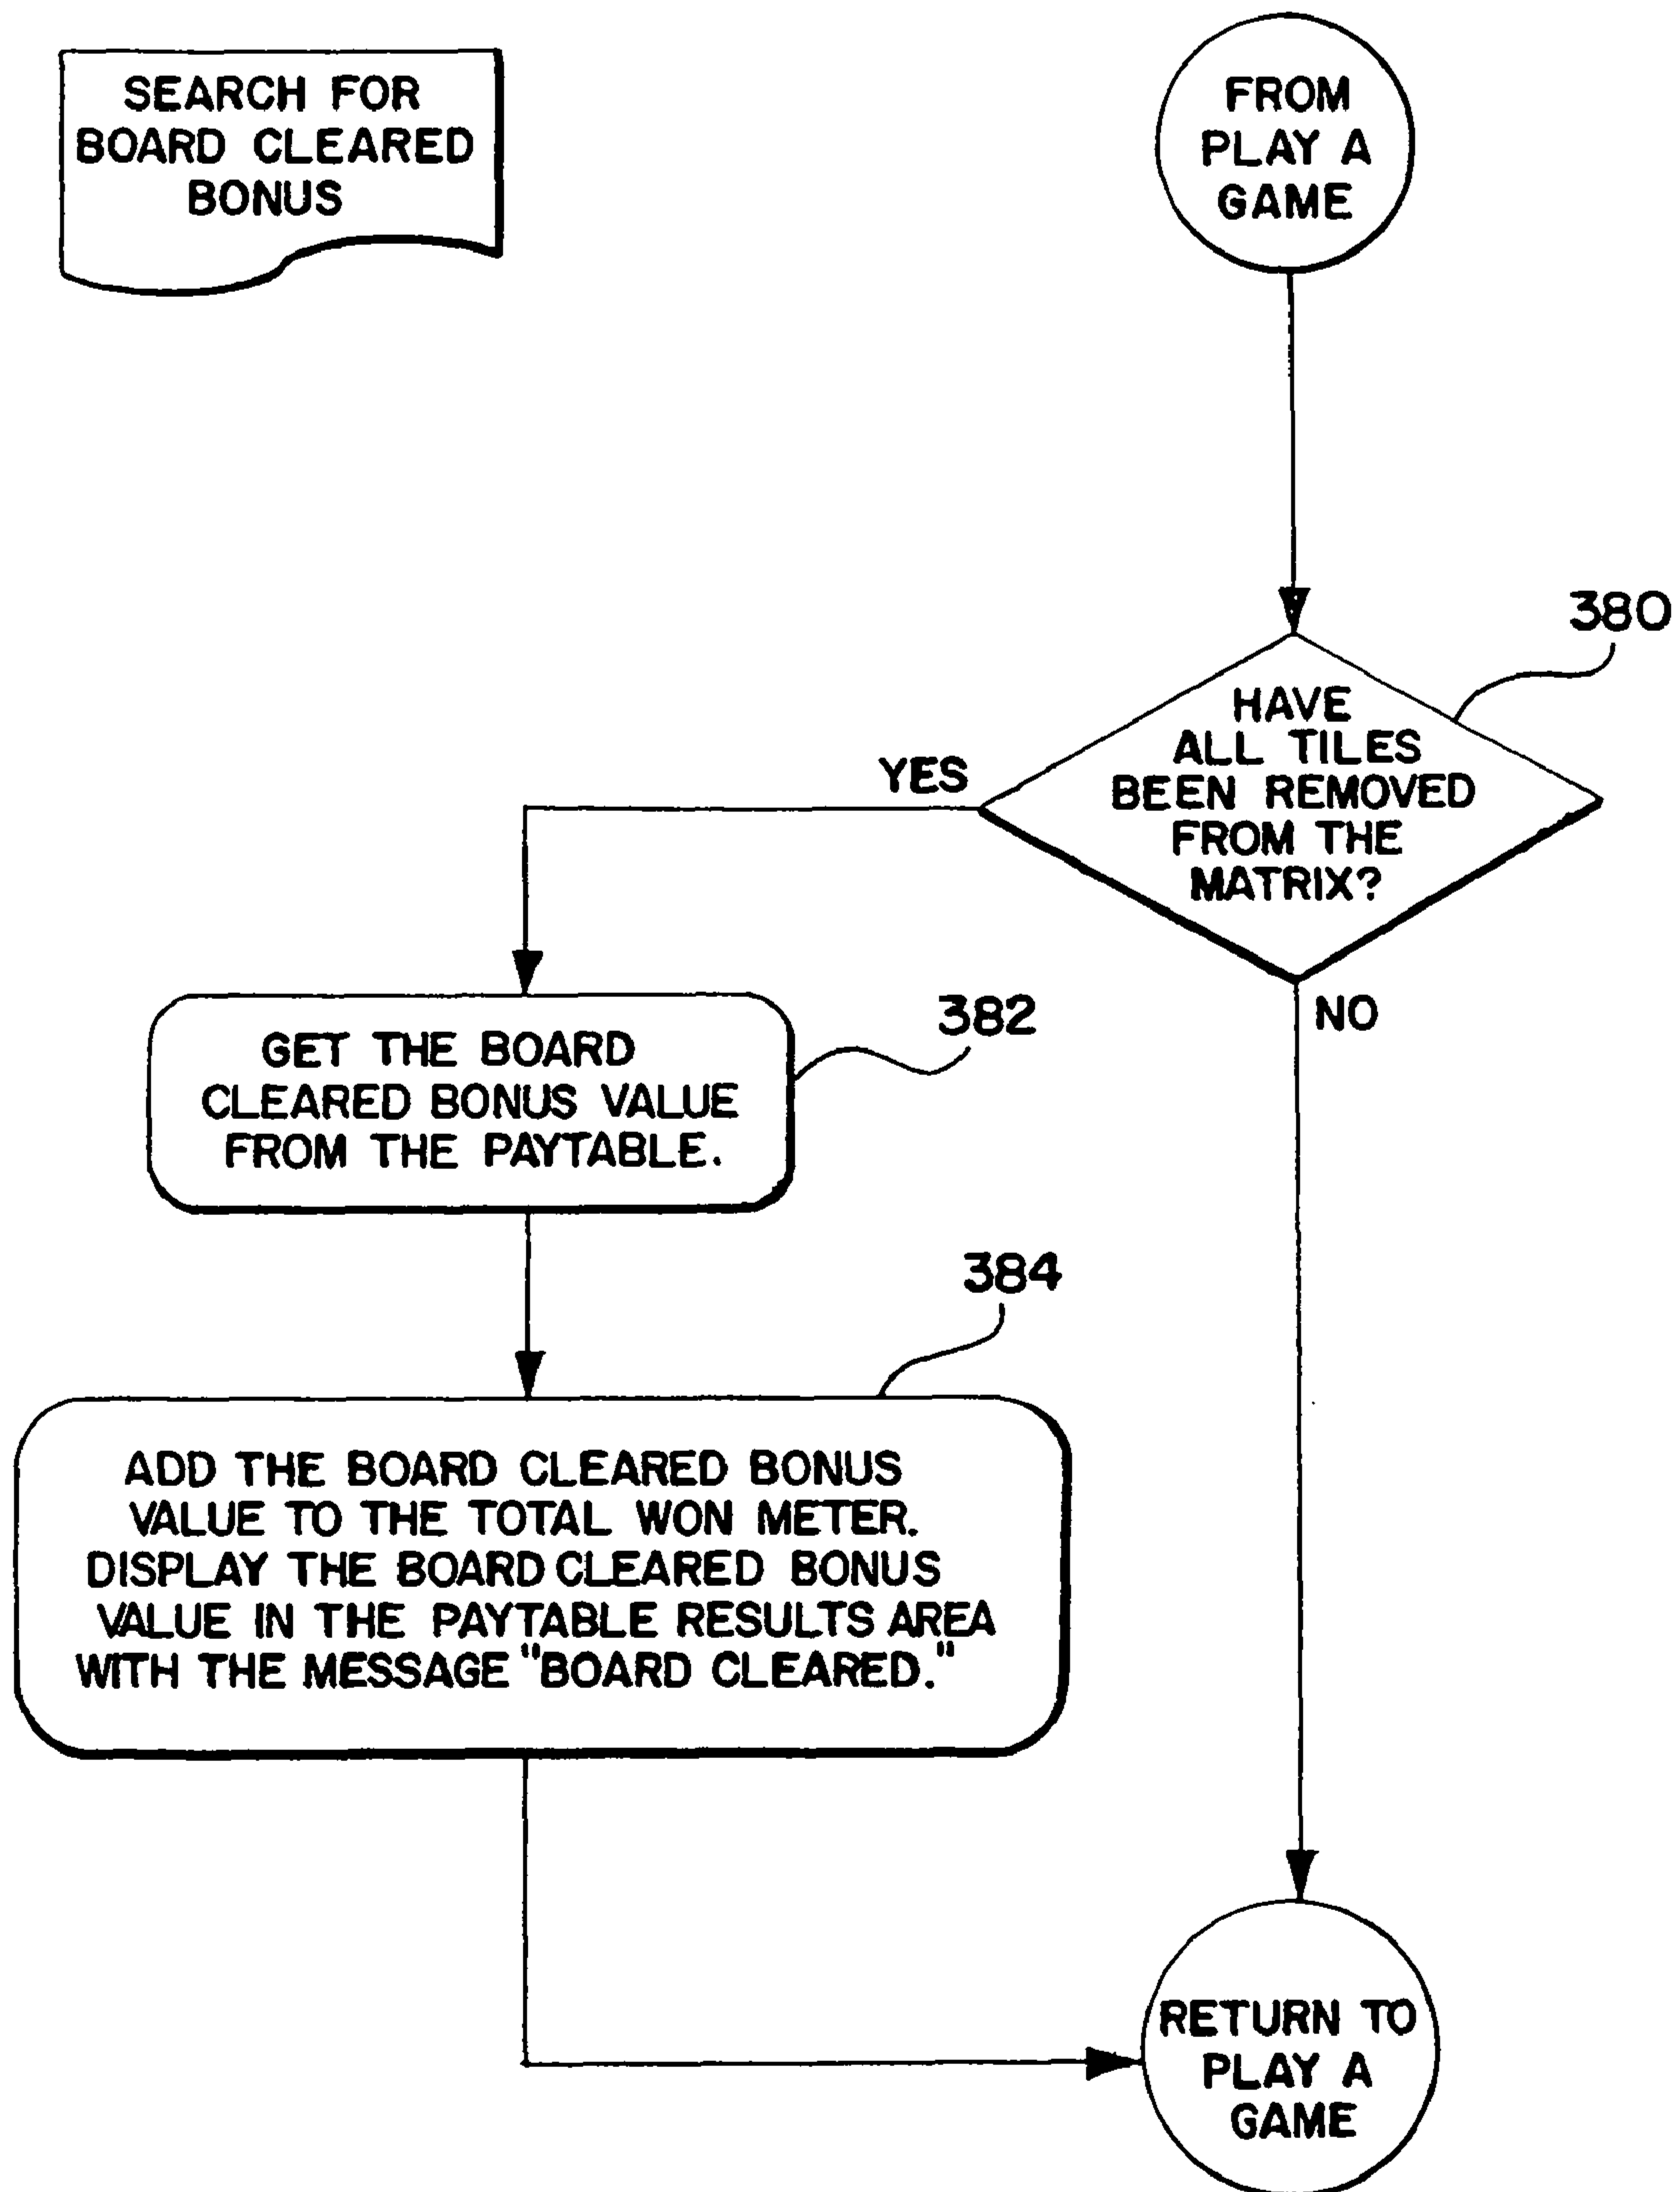 SEARCH FOR
BOARD CLEARED
BONUS
FROM
PLAY A
GAME
380
HAVE
ALL TILES
BEEN REMOVED
FROM THE
MATRIX?
YES
NO
382
GET THE BOARD
CLEARED BONUS VALUE
FROM THE PAYTABLE.
384
ADD THE BOARD CLEARED BONUS
VALUE TO THE TOTAL WON METER.
DISPLAY THE BOARD CLEARED BONUS
VALUE IN THE PAYTABLE RESULTS AREA
WITH THE MESSAGE "BOARD CLEARED."
RETURN TO
PLAY A
GAME